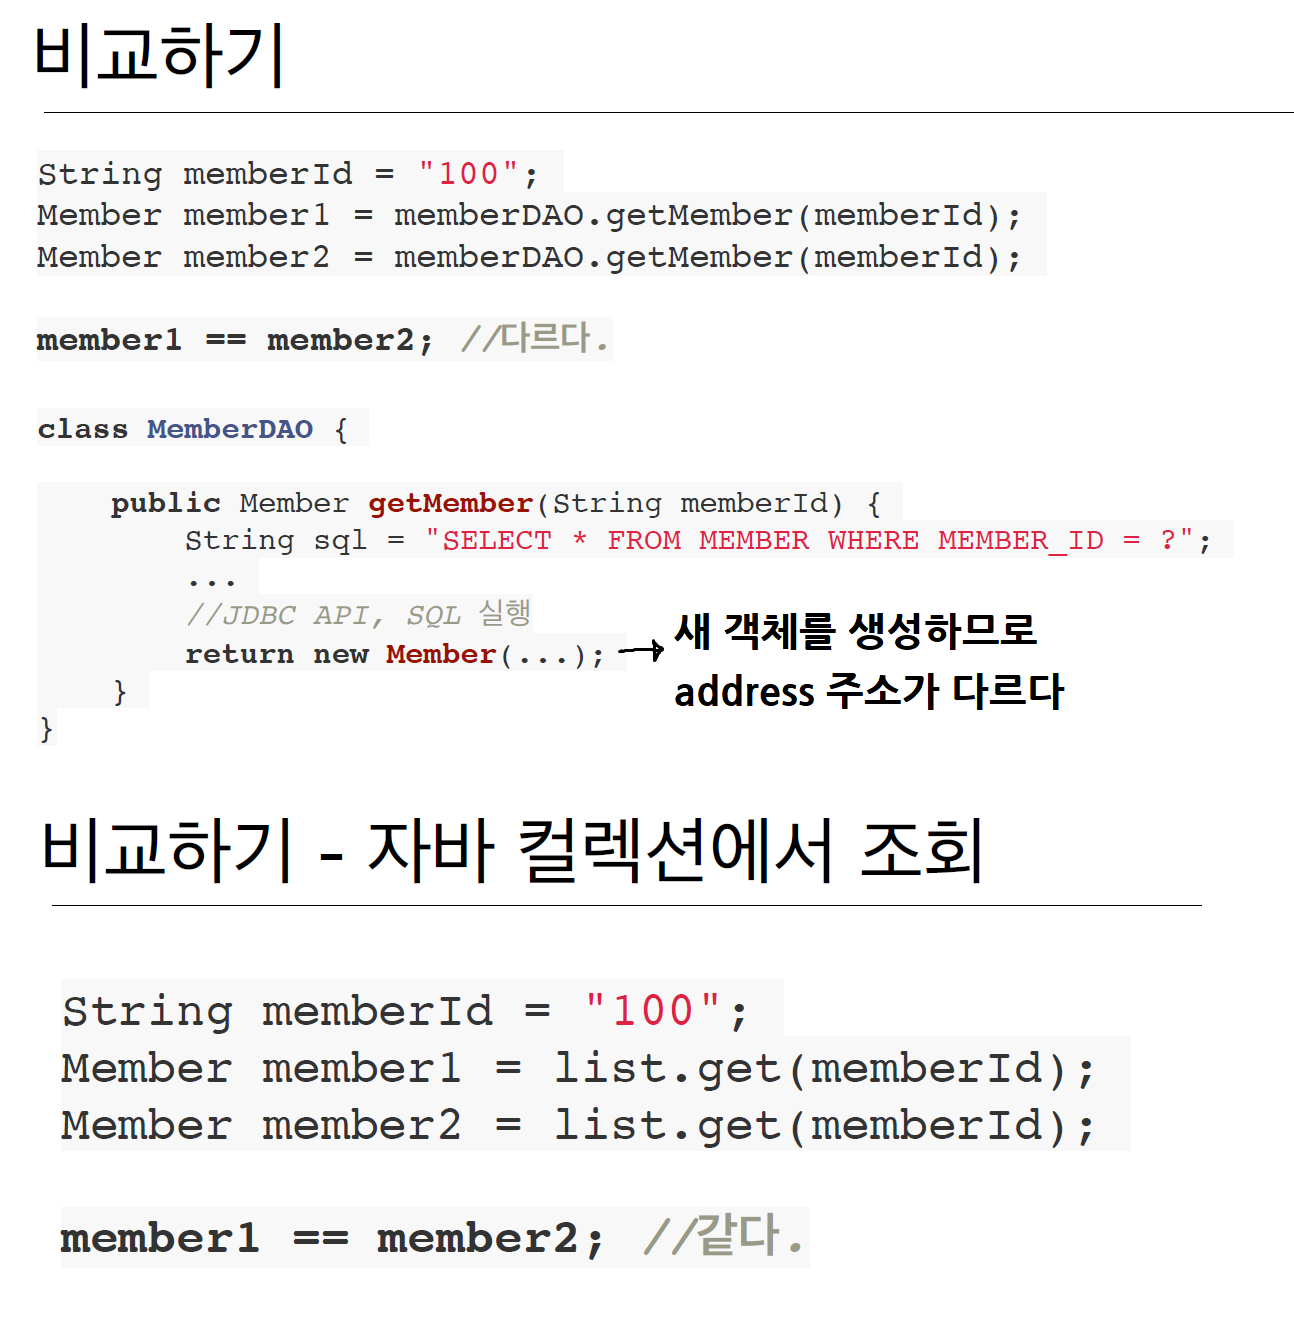 비교하기
String memberId = "100";
Member member1 = memberDAO.getMember(memberId);
Member member2 = memberDAO.getMember(memberId);
member1 == member2; //다르다.
class MemberDAO {
public Member getMember(String memberId) {
String sql = "SELECT * FROM MEMBER WHERE MEMBER_ID = ?";
...
//JDBC API, SQL 실행
return new Member(...);
새 객체를 생성하므로
address 주소가 다르다
}
}
비교하기 - 자바 컬렉션에서 조회
String memberId = "100";
Member member1 = list.get(memberId);
Member member2 = list.get(memberId);
member1 == member2; //같다.